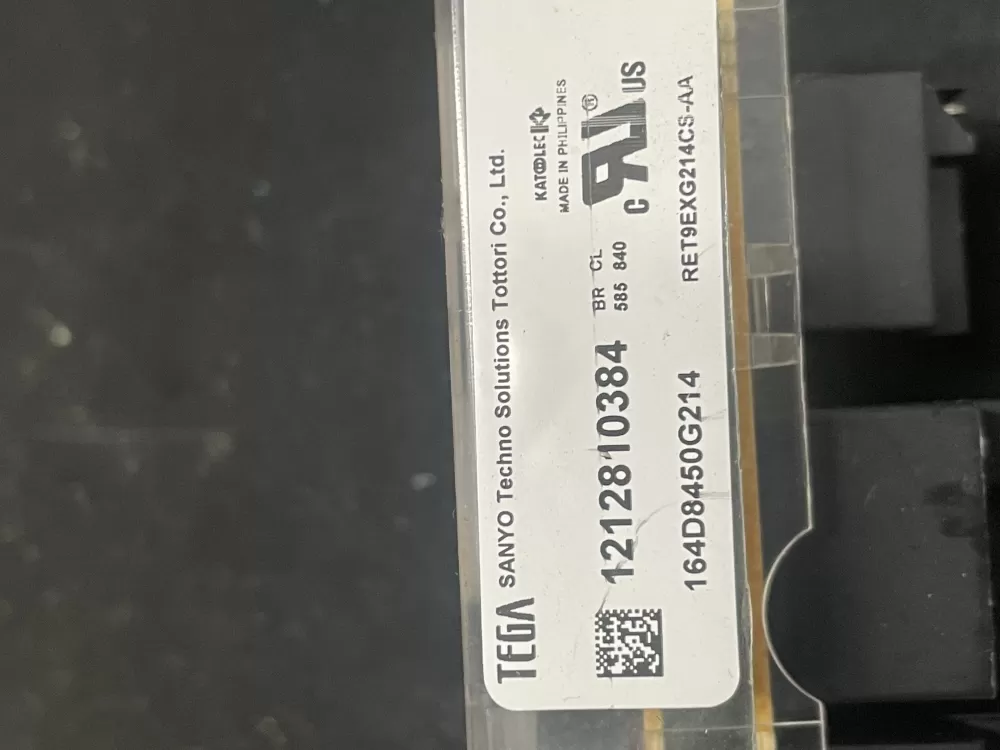 TEGA SANYO Techno Solutions Tottori Co., Ltd.
KATOLEC
MADE IN PHILIPPINES
1212810384
BR CL
585 840
C US ®
164D8450G214
RET9EXG214CS-AA